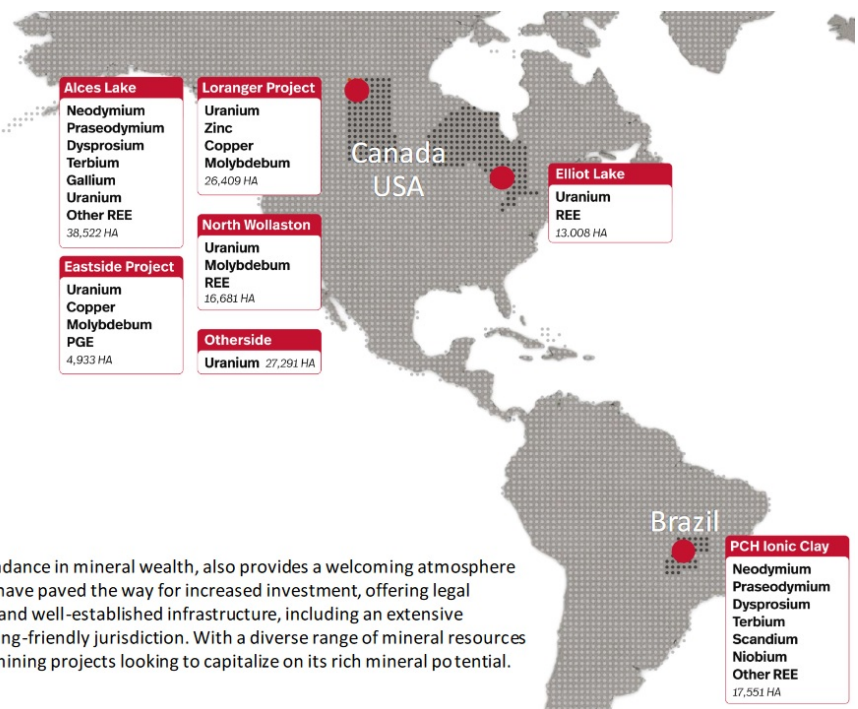 Alces Lake
Neodymium
Praseodymium
Dysprosium
Terbium
Gallium
Uranium
Other REE
38,522 HA
Loranger Project
Uranium
Zinc
Copper
Molybdebum
26,409 HA
Canada
USA
Elliot Lake
Uranium
REE
13.008 HA
North Wollaston
Uranium
Molybdebum
REE
16,681 HA
Eastside Project
Uranium
Copper
Molybdebum
PGE
4,933 HA
Otherside
Uranium 27,291 HA
Brazil
PCH Ionic Clay
Neodymium
Praseodymium
Dysprosium
Terbium
Scandium
Niobium
Other REE
17,551 HA
ndance in mineral wealth, also provides a welcoming atmosphere
have paved the way for increased investment, offering legal
and well-established infrastructure, including an extensive
ng-friendly jurisdiction. With a diverse range of mineral resources
mining projects looking to capitalize on its rich mineral potential.